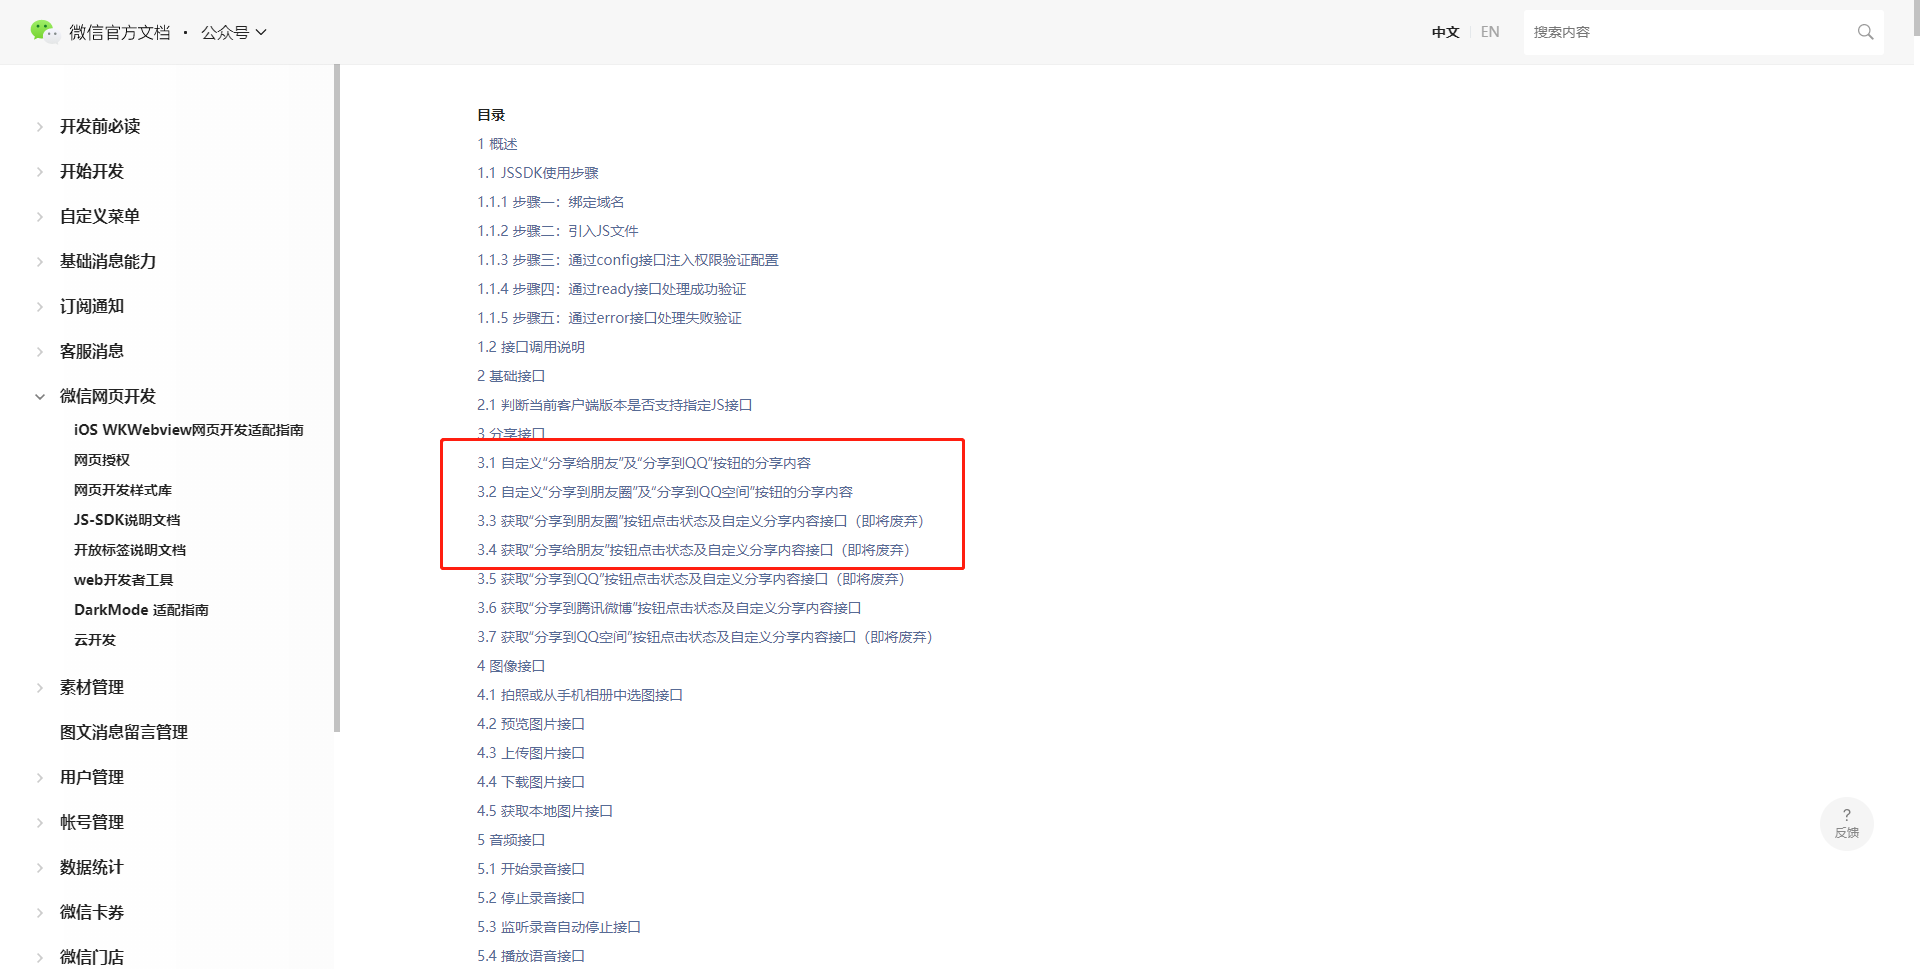 微信官方文档 · 公众号
中文 EN
搜索内容
开发前必读
开始开发
自定义菜单
基础消息能力
订阅通知
客服消息
微信网页开发
iOS WKWebview网页开发适配指南
网页授权
网页开发样式库
JS-SDK说明文档
开放标签说明文档
web开发者工具
DarkMode 适配指南
云开发
素材管理
图文消息留言管理
用户管理
帐号管理
数据统计
微信卡券
微信门店
目录
1 概述
1.1 JSSDK使用步骤
1.1.1 步骤一：绑定域名
1.1.2 步骤二：引入JS文件
1.1.3 步骤三：通过config接口注入权限验证配置
1.1.4 步骤四：通过ready接口处理成功验证
1.1.5 步骤五：通过error接口处理失败验证
1.2 接口调用说明
2 基础接口
2.1 判断当前客户端版本是否支持指定JS接口
3 分享接口
3.1 自定义“分享给朋友”及“分享到QQ”按钮的分享内容
3.2 自定义“分享到朋友圈”及“分享到QQ空间”按钮的分享内容
3.3 获取“分享到朋友圈”按钮点击状态及自定义分享内容接口（即将废弃）
3.4 获取“分享给朋友”按钮点击状态及自定义分享内容接口（即将废弃）
3.5 获取“分享到QQ”按钮点击状态及自定义分享内容接口（即将废弃）
3.6 获取“分享到腾讯微博”按钮点击状态及自定义分享内容接口
3.7 获取“分享到QQ空间”按钮点击状态及自定义分享内容接口（即将废弃）
4 图像接口
4.1 拍照或从手机相册中选图接口
4.2 预览图片接口
4.3 上传图片接口
4.4 下载图片接口
4.5 获取本地图片接口
5 音频接口
5.1 开始录音接口
5.2 停止录音接口
5.3 监听录音自动停止接口
5.4 播放语音接口
?
反馈